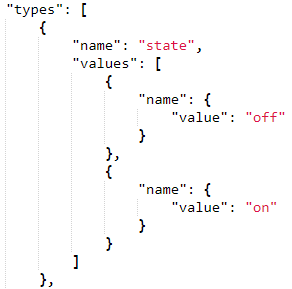 "types": [
    {
        "name": "state",
        "values": [
            {
                "name": {
                    "value": "off"
                }
            },
            {
                "name": {
                    "value": "on"
                }
            }
        ]
    },